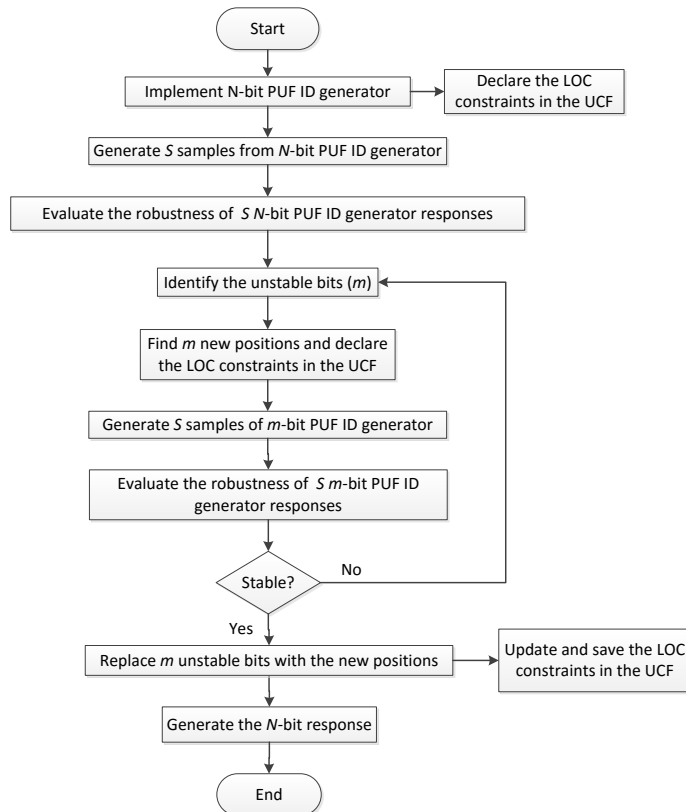 Start
Implement N-bit PUF ID generator
Declare the LOC
constraints in the UCF
Generate S samples from N-bit PUF ID generator
Evaluate the robustness of S N-bit PUF ID generator responses
Identify the unstable bits (m)
Find m new positions and declare
the LOC constraints in the UCF
Generate S samples of m-bit PUF ID generator
Evaluate the robustness of S m-bit PUF ID
generator responses
Stable?
No
Yes
Replace m unstable bits with the new positions
Update and save the LOC
constraints in the UCF
Generate the N-bit response
End